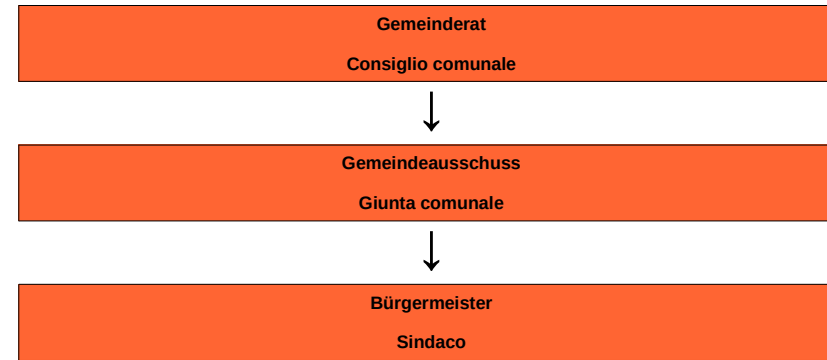 Gemeinderat
Consiglio comunale
Gemeindeausschuss
Giunta comunale
Bürgermeister
Sindaco